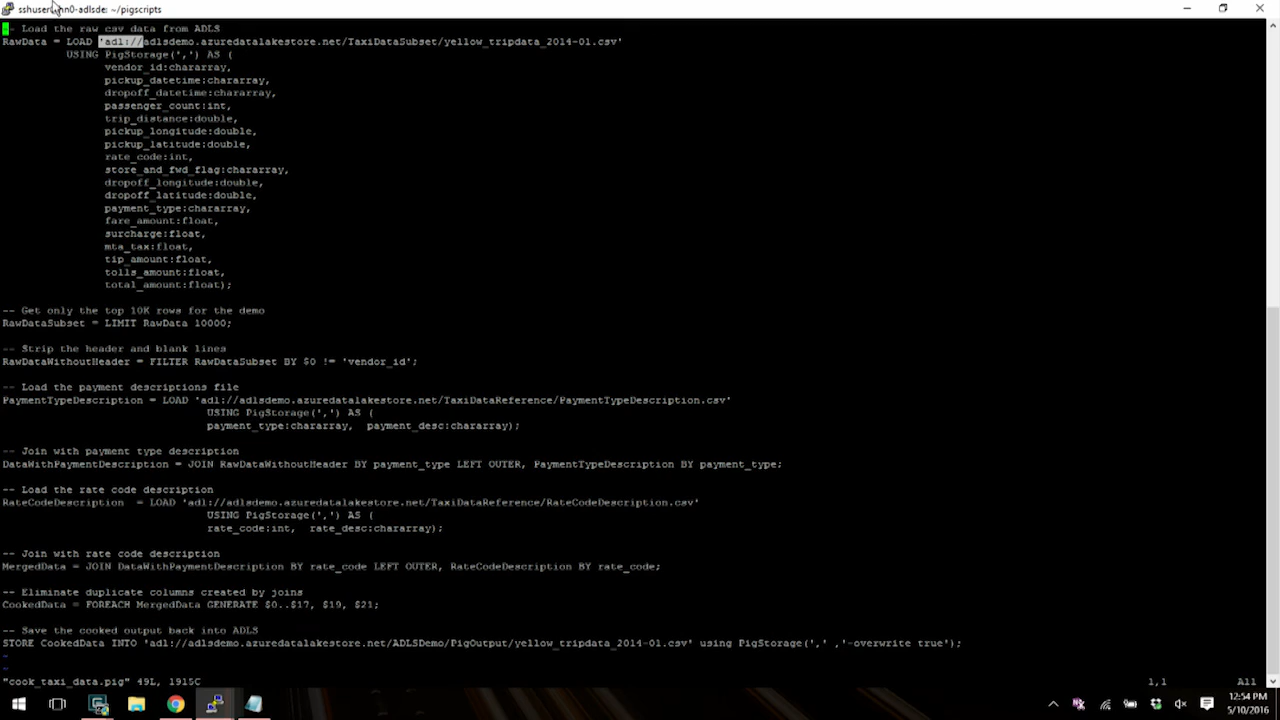 sshuser@hn0-adlsde: ~/pigscripts
-- Load the raw csv data from ADLS
RawData = LOAD 'adl://adlsdemo.azuredatalakestore.net/TaxiDataSubset/yellow_tripdata_2014-01.csv'
USING PigStorage(',') AS (
vendor_id:chararray,
pickup_datetime:chararray,
dropoff_datetime:chararray,
passenger_count:int,
trip_distance:double,
pickup_longitude:double,
pickup_latitude:double,
rate_code:int,
store_and_fwd_flag:chararray,
dropoff_longitude:double,
dropoff_latitude:double,
payment_type:chararray,
fare_amount:float,
surcharge:float,
mta_tax:float,
tip_amount:float,
tolls_amount:float,
total_amount:float);
-- Get only the top 10K rows for the demo
RawDataSubset = LIMIT RawData 10000;
-- Strip the header and blank lines
RawDataWithoutHeader = FILTER RawDataSubset BY $0 != 'vendor_id';
-- Load the payment descriptions file
PaymentTypeDescription = LOAD 'adl://adlsdemo.azuredatalakestore.net/TaxiDataReference/PaymentTypeDescription.csv'
USING PigStorage(',') AS (
payment_type:chararray, payment_desc:chararray);
-- Join with payment type description
DataWithPaymentDescription = JOIN RawDataWithoutHeader BY payment_type LEFT OUTER, PaymentTypeDescription BY payment_type;
-- Load the rate code description
RateCodeDescription = LOAD 'adl://adlsdemo.azuredatalakestore.net/TaxiDataReference/RateCodeDescription.csv'
USING PigStorage(',') AS (
rate_code:int, rate_desc:chararray);
-- Join with rate code description
MergedData = JOIN DataWithPaymentDescription BY rate_code LEFT OUTER, RateCodeDescription BY rate_code;
-- Eliminate duplicate columns created by joins
CookedData = FOREACH MergedData GENERATE $0..$17, $19, $21;
-- Save the cooked output back into ADLS
STORE CookedData INTO 'adl://adlsdemo.azuredatalakestore.net/ADLSDemo/PigOutput/yellow_tripdata_2014-01.csv' using PigStorage(',' ,'-overwrite true');
~
~
"cook_taxi_data.pig" 49L, 1915C 1,1 All
12:54 PM
5/10/2016